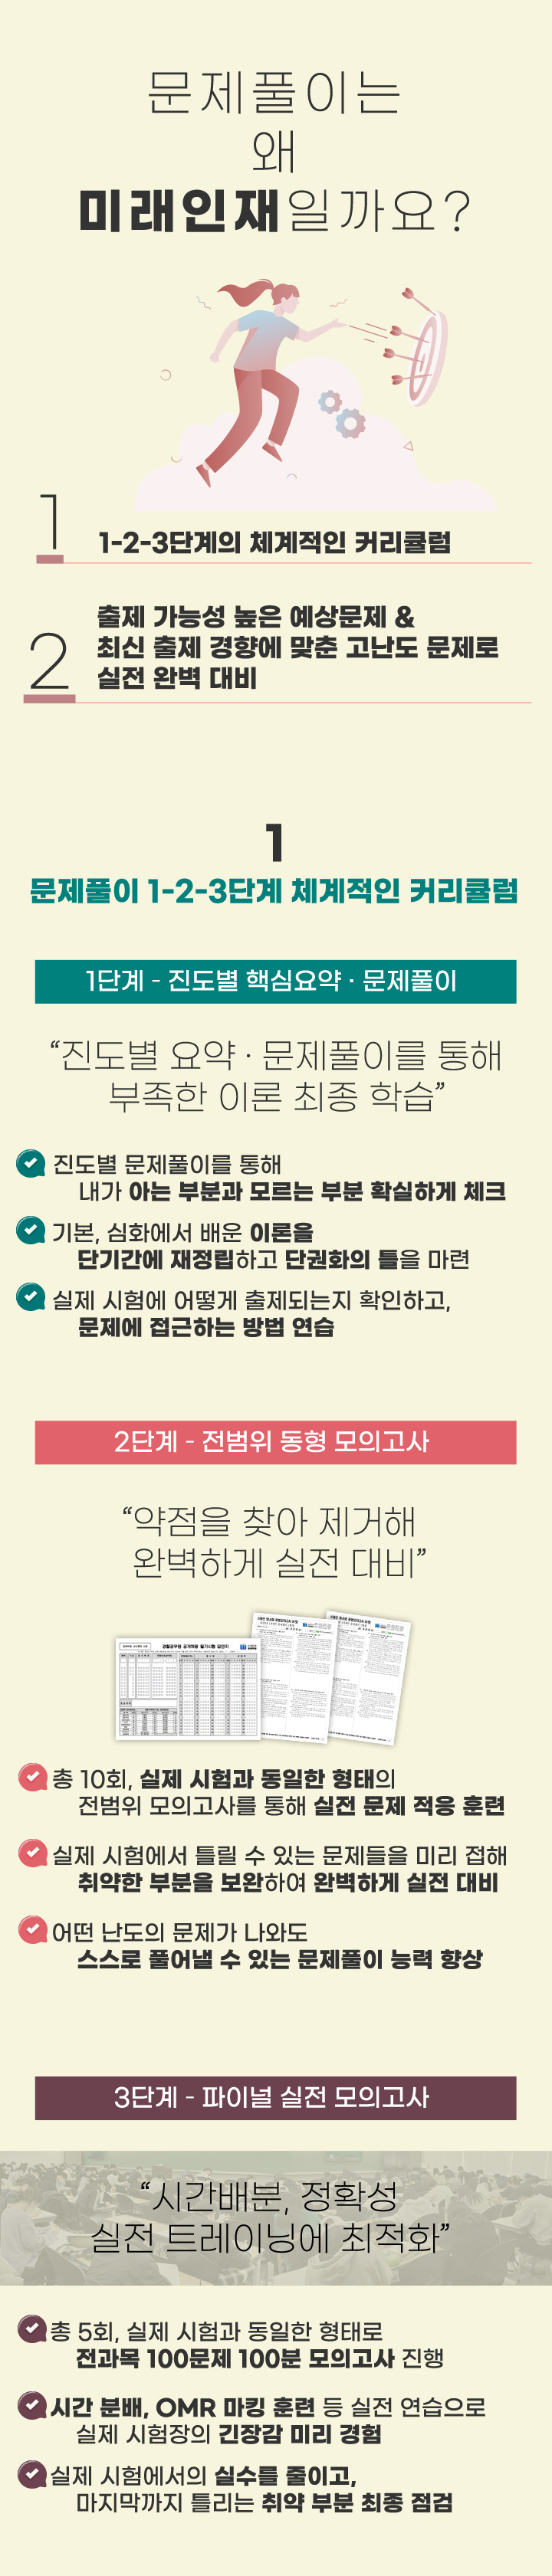 문제풀이는
왜
미래인재일까요?
1
1-2-3단계의 체계적인 커리큘럼
2
출제 가능성 높은 예상문제 &
최신 출제 경향에 맞춘 고난도 문제로
실전 완벽 대비
1
문제풀이 1-2-3단계 체계적인 커리큘럼
1단계 - 진도별 핵심요약 · 문제풀이
“진도별 요약 · 문제풀이를 통해
부족한 이론 최종 학습”
진도별 문제풀이를 통해
내가 아는 부분과 모르는 부분 확실하게 체크
기본, 심화에서 배운 이론을
단기간에 재정립하고 단권화의 틀을 마련
실제 시험에 어떻게 출제되는지 확인하고,
문제에 접근하는 방법 연습
2단계 - 전범위 동형 모의고사
“약점을 찾아 제거해
완벽하게 실전 대비”
경찰공무원 공개채용 필기시험 답안지
총 10회, 실제 시험과 동일한 형태의
전범위 모의고사를 통해 실전 문제 적응 훈련
실제 시험에서 틀릴 수 있는 문제들을 미리 접해
취약한 부분을 보완하여 완벽하게 실전 대비
어떤 난도의 문제가 나와도
스스로 풀어낼 수 있는 문제풀이 능력 향상
3단계 - 파이널 실전 모의고사
“시간배분, 정확성
실전 트레이닝에 최적화”
총 5회, 실제 시험과 동일한 형태로
전과목 100문제 100분 모의고사 진행
시간 분배, OMR 마킹 훈련 등 실전 연습으로
실제 시험장의 긴장감 미리 경험
실제 시험에서의 실수를 줄이고,
마지막까지 틀리는 취약 부분 최종 점검